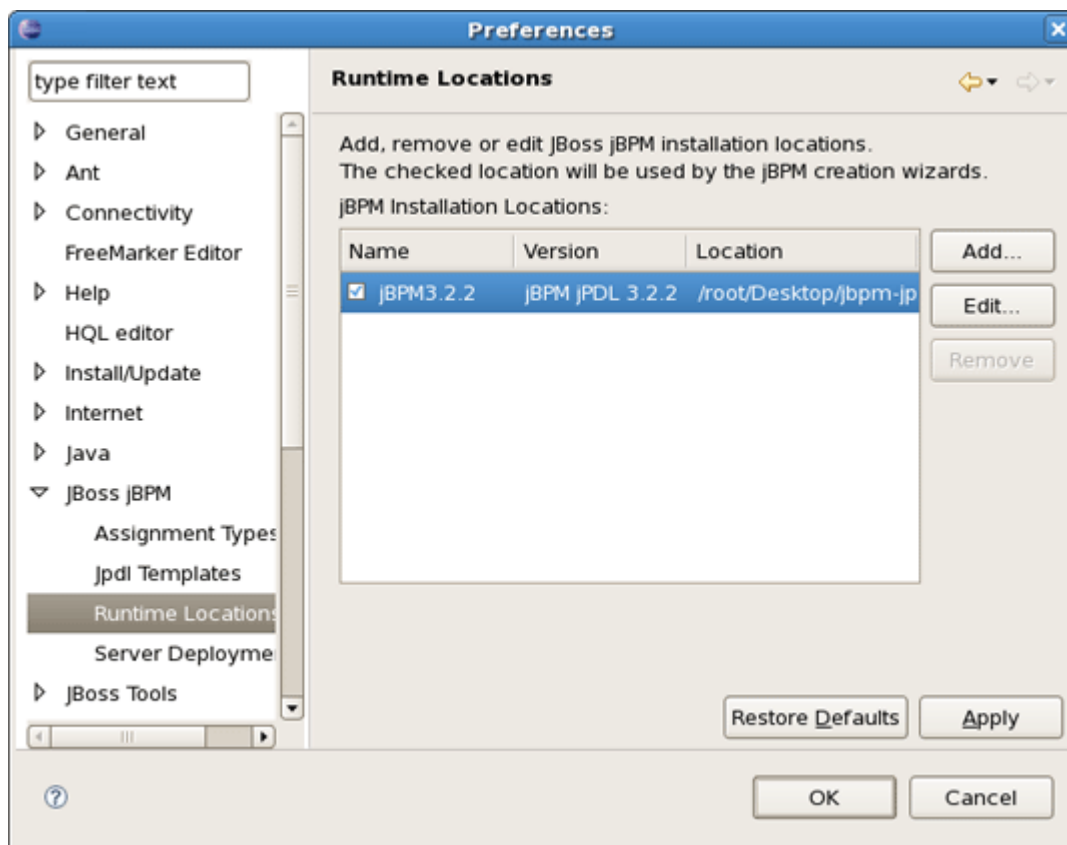 Preferences
type filter text
General
Ant
Connectivity
FreeMarker Editor
Help
HQL editor
Install/Update
Internet
Java
JBoss jBPM
Assignment Types
Jpdl Templates
Runtime Locations
Server Deployme
JBoss Tools
Runtime Locations
Add, remove or edit JBoss jBPM installation locations.
The checked location will be used by the jBPM creation wizards.
jBPM Installation Locations:
Name Version Location
jBPM3.2.2 jBPM jPDL 3.2.2 /root/Desktop/jbpm-jp
Add...
Edit...
Remove
Restore Defaults Apply
OK Cancel